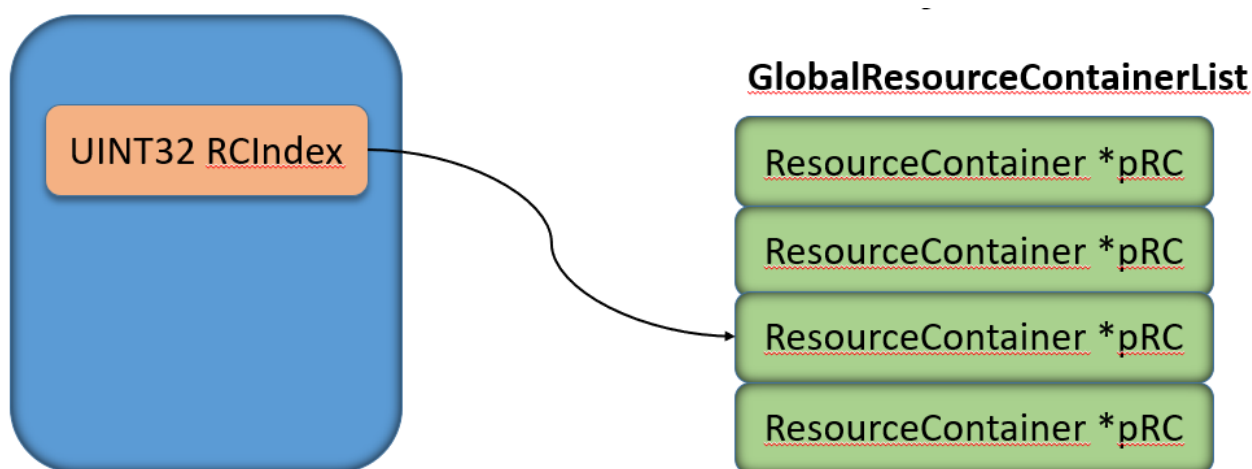 GlobalResourceContainerList
UINT32 RCIndex
ResourceContainer *pRC
ResourceContainer *pRC
ResourceContainer *pRC
ResourceContainer *pRC